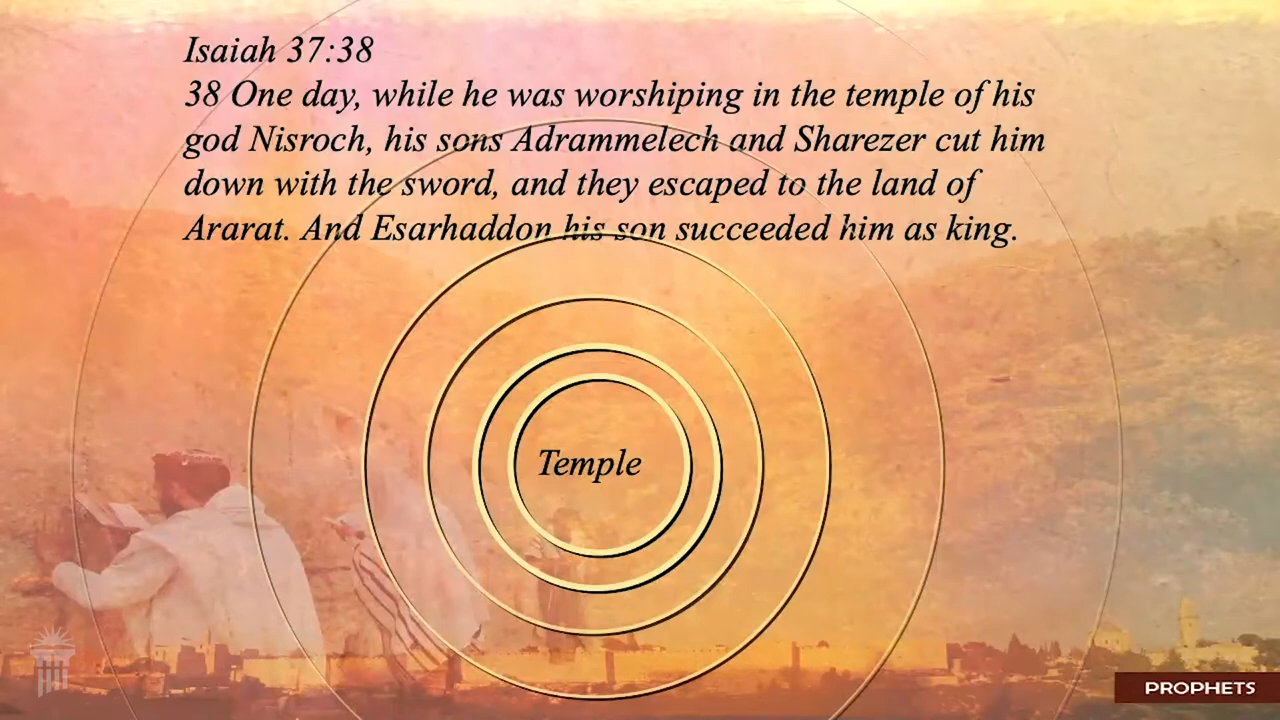 Isaiah 37:38
38 One day, while he was worshiping in the temple of his
god Nisroch, his sons Adrammelech and Sharezer cut him
down with the sword, and they escaped to the land of
Ararat. And Esarhaddon his son succeeded him as king.
Temple
PROPHETS